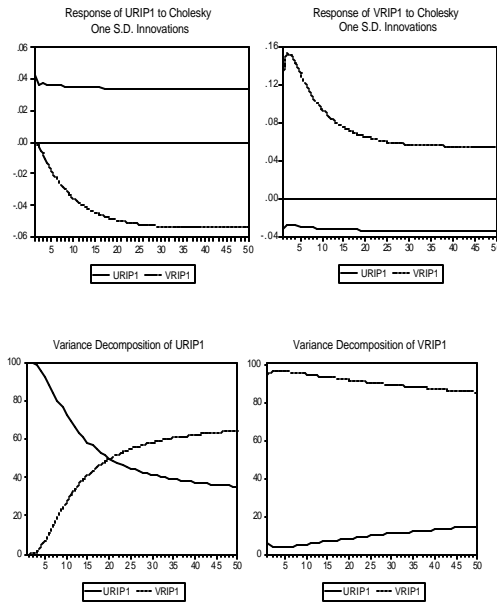 Response of URIP1 to Cholesky
One S.D. Innovations
.06
.04
.02
.00
-.02
-.04
-.06
5 10 15 20 25 30 35 40 45 50
URIP1 VRIP1
Response of VRIP1 to Cholesky
One S.D. Innovations
.16
.12
.08
.04
.00
-.04
5 10 15 20 25 30 35 40 45 50
URIP1 VRIP1
Variance Decomposition of URIP1
100
80
60
40
20
0
5 10 15 20 25 30 35 40 45 50
URIP1 VRIP1
Variance Decomposition of VRIP1
100
80
60
40
20
0
5 10 15 20 25 30 35 40 45 50
URIP1 VRIP1